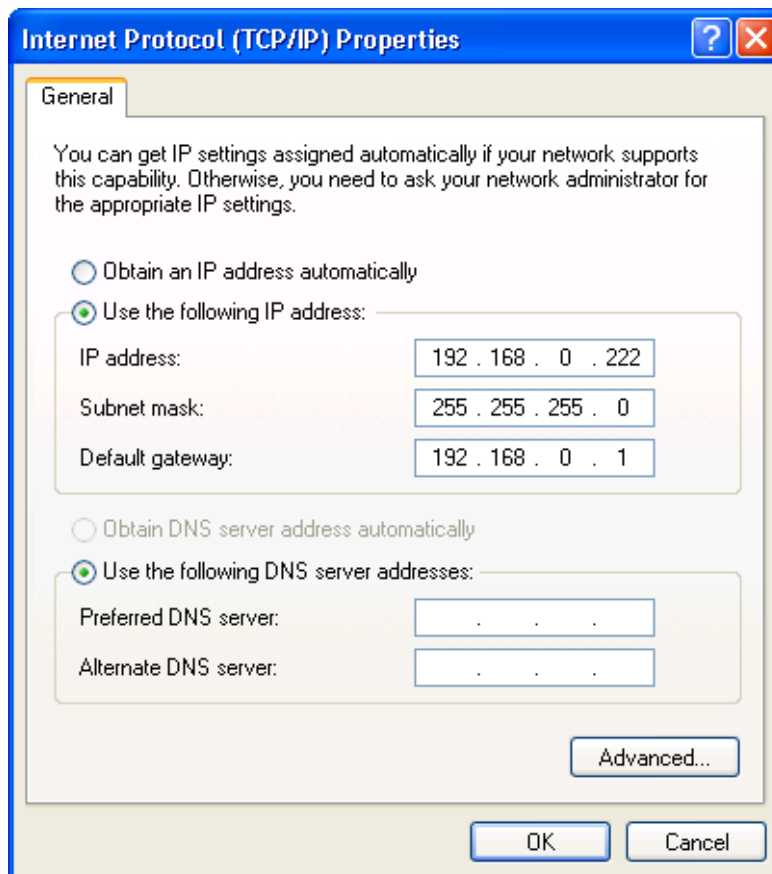 Internet Protocol (TCP/IP) Properties
General
You can get IP settings assigned automatically if your network supports
this capability. Otherwise, you need to ask your network administrator for
the appropriate IP settings.
Obtain an IP address automatically
Use the following IP address:
IP address: 192 . 168 . 0 . 222
Subnet mask: 255 . 255 . 255 . 0
Default gateway: 192 . 168 . 0 . 1
Obtain DNS server address automatically
Use the following DNS server addresses:
Preferred DNS server: . . .
Alternate DNS server: . . .
Advanced...
OK Cancel